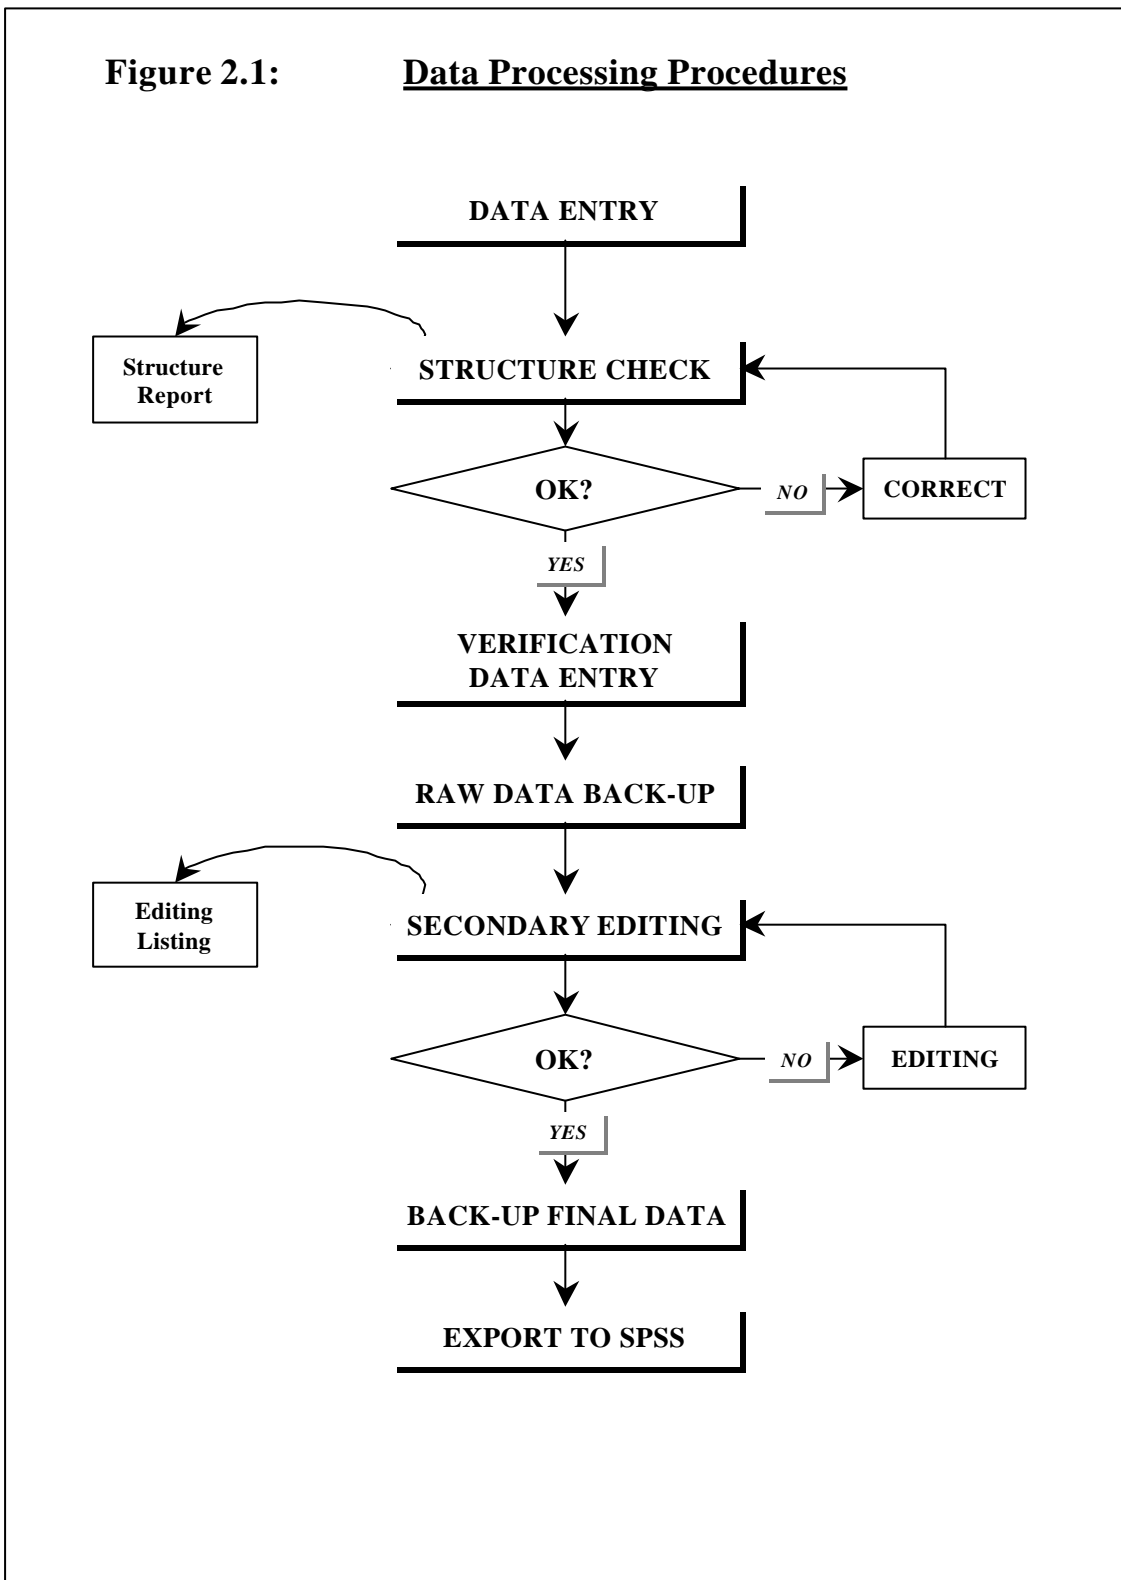 Figure 2.1: Data Processing Procedures
DATA ENTRY
Structure
Report
STRUCTURE CHECK
OK?
NO
CORRECT
YES
VERIFICATION
DATA ENTRY
RAW DATA BACK-UP
Editing
Listing
SECONDARY EDITING
OK?
NO
EDITING
YES
BACK-UP FINAL DATA
EXPORT TO SPSS